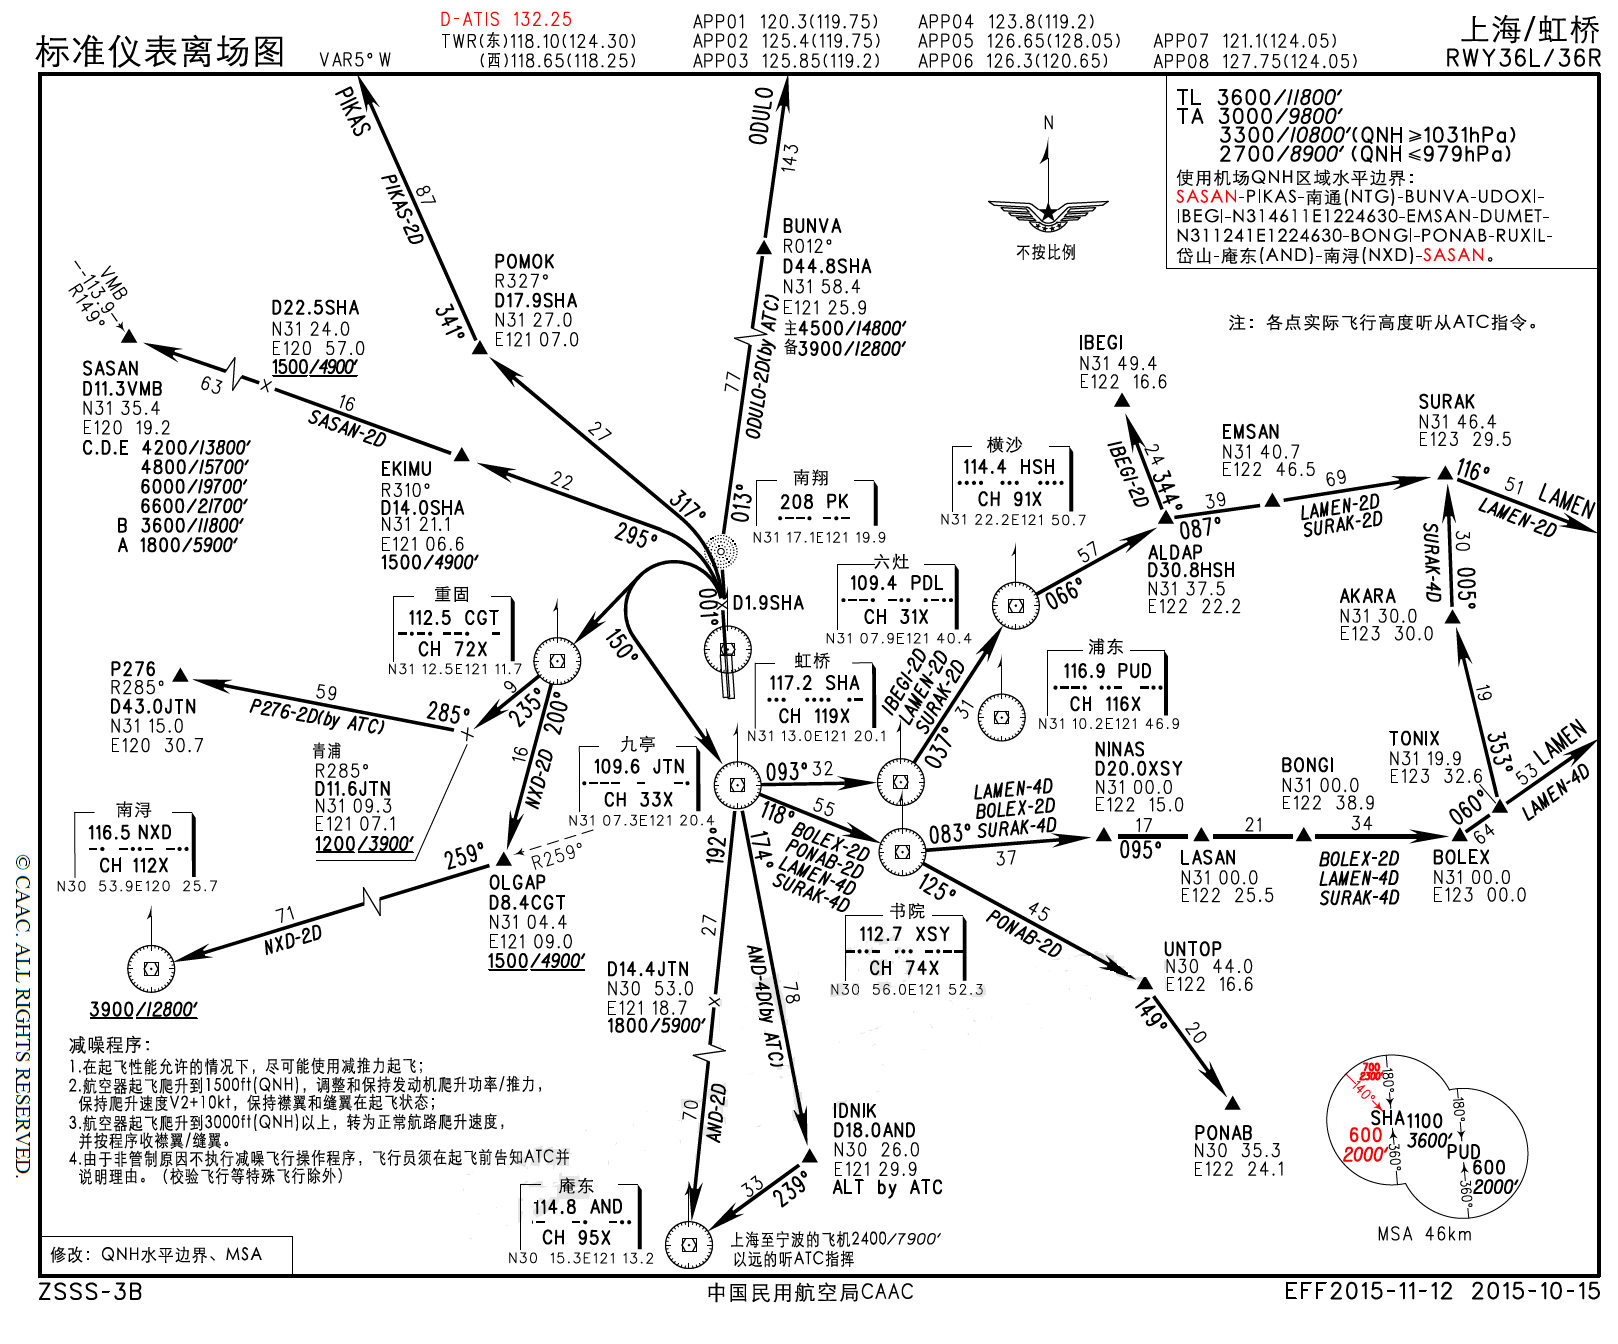 标准仪表离场图
VAR5° W
D-ATIS 132.25
TWR(东)118.10(124.30)
(西)118.65(118.25)
APP01 120.3(119.75)
APP02 125.4(119.75)
APP03 125.85(119.2)
APP04 123.8(119.2)
APP05 126.65(128.05)
APP06 126.3(120.65)
APP07 121.1(124.05)
APP08 127.75(124.05)
上海/虹桥
RWY36L/36R
TL 3600/11800′
TA 3000/9800′
3300/10800′(QNH⩾1031hPa)
2700/8900′(QNH⩽979hPa)
使用机场QNH区域水平边界:
SASAN-PIKAS-南通(NTG)-BUNVA-UDOXI-
IBEGI-N314611E1224630-EMSAN-DUMET-
N311241E1224630-BONGI-PONAB-RUXIL-
岱山-庵东(AND)-南浔(NXD)-SASAN。
注: 各点实际飞行高度听从ATC指令。
N
不按比例
PIKAS
87
PIKAS-2D
341°
POMOK
R327°
D17.9SHA
N31 27.0
E121 07.0
27
317°
ODULO
143
BUNVA
R012°
D44.8SHA
N31 58.4
E121 25.9
主4500/14800′
备3900/12800′
77
ODULO-2D(by ATC)
013°
VMB
113.9
R149°
SASAN
D11.3VMB
N31 35.4
E120 19.2
C.D.E 4200/13800′
4800/15700′
6000/19700′
6600/21700′
B 3600/11800′
A 1800/5900′
63
D22.5SHA
N31 24.0
E120 57.0
1500/4900′
16
SASAN-2D
EKIMU
R310°
D14.0SHA
N31 21.1
E121 06.6
1500/4900′
22
295°
南翔
208 PK
N31 17.1E121 19.9
D1.9SHA
001°
150°
重固
112.5 CGT
CH 72X
N31 12.5E121 11.7
虹桥
117.2 SHA
CH 119X
N31 13.0E121 20.1
六灶
109.4 PDL
CH 31X
N31 07.9E121 40.4
横沙
114.4 HSH
CH 91X
N31 22.2E121 50.7
浦东
116.9 PUD
CH 116X
N31 10.2E121 46.9
P276
R285°
D43.0JTN
N31 15.0
E120 30.7
59
P276-2D(by ATC)
285°
9
235°
200°
16
NXD-2D
青浦
R285°
D11.6JTN
N31 09.3
E121 07.1
1200/3900′
九亭
109.6 JTN
CH 33X
N31 07.3E121 20.4
南浔
116.5 NXD
CH 112X
N30 53.9E120 25.7
3900/12800′
71
NXD-2D
259°
R259°
OLGAP
D8.4CGT
N31 04.4
E121 09.0
1500/4900′
093° 32
IBEGI-2D
LAMEN-2D
SURAK-2D
037°
31
066°
57
IBEGI
N31 49.4
E122 16.6
24 344°
IBEGI-2D
ALDAP
D30.8HSH
N31 37.5
E122 22.2
087°
39
EMSAN
N31 40.7
E122 46.5
69
LAMEN-2D
SURAK-2D
SURAK
N31 46.4
E123 29.5
116°
51
LAMEN
LAMEN-2D
SURAK-4D
30 005°
AKARA
N31 30.0
E123 30.0
19
353°
TONIX
N31 19.9
E123 32.6
53 LAMEN
LAMEN-4D
060°
64
118°
55
BOLEX-2D
PONAB-2D
LAMEN-4D
SURAK-4D
书院
112.7 XSY
CH 74X
N30 56.0E121 52.3
083°
LAMEN-4D
BOLEX-2D
SURAK-4D
37
NINAS
D20.0XSY
N31 00.0
E122 15.0
17
095°
LASAN
N31 00.0
E122 25.5
21
BONGI
N31 00.0
E122 38.9
34
BOLEX-2D
LAMEN-4D
SURAK-4D
BOLEX
N31 00.0
E123 00.0
125°
45
PONAB-2D
UNTOP
N30 44.0
E122 16.6
149°
20
PONAB
N30 35.3
E122 24.1
192°
27
D14.4JTN
N30 53.0
E121 18.7
1800/5900′
70
AND-2D
174°
AND-4D(by ATC)
78
IDNIK
D18.0AND
N30 26.0
E121 29.9
ALT by ATC
33
239°
庵东
114.8 AND
CH 95X
N30 15.3E121 13.2
上海至宁波的飞机2400/7900′
以远的听ATC指挥
减噪程序:
1.在起飞性能允许的情况下，尽可能使用减推力起飞;
2.航空器起飞爬升到1500ft(QNH)，调整和保持发动机爬升功率/推力，
保持爬升速度V2+10kt，保持襟翼和缝翼在起飞状态;
3.航空器起飞爬升到3000ft(QNH)以上，转为正常航路爬升速度，
并按程序收襟翼/缝翼。
4.由于非管制原因不执行减噪飞行操作程序，飞行员须在起飞前告知ATC并
说明理由。(校验飞行等特殊飞行除外)
700
2300′
140°
180°
SHA
1100
3600′
600
2000′
360°
180°
PUD
600
2000′
360°
MSA 46km
修改: QNH水平边界、MSA
© CAAC. ALL RIGHTS RESERVED.
ZSSS-3B
中国民用航空局CAAC
EFF2015-11-12 2015-10-15